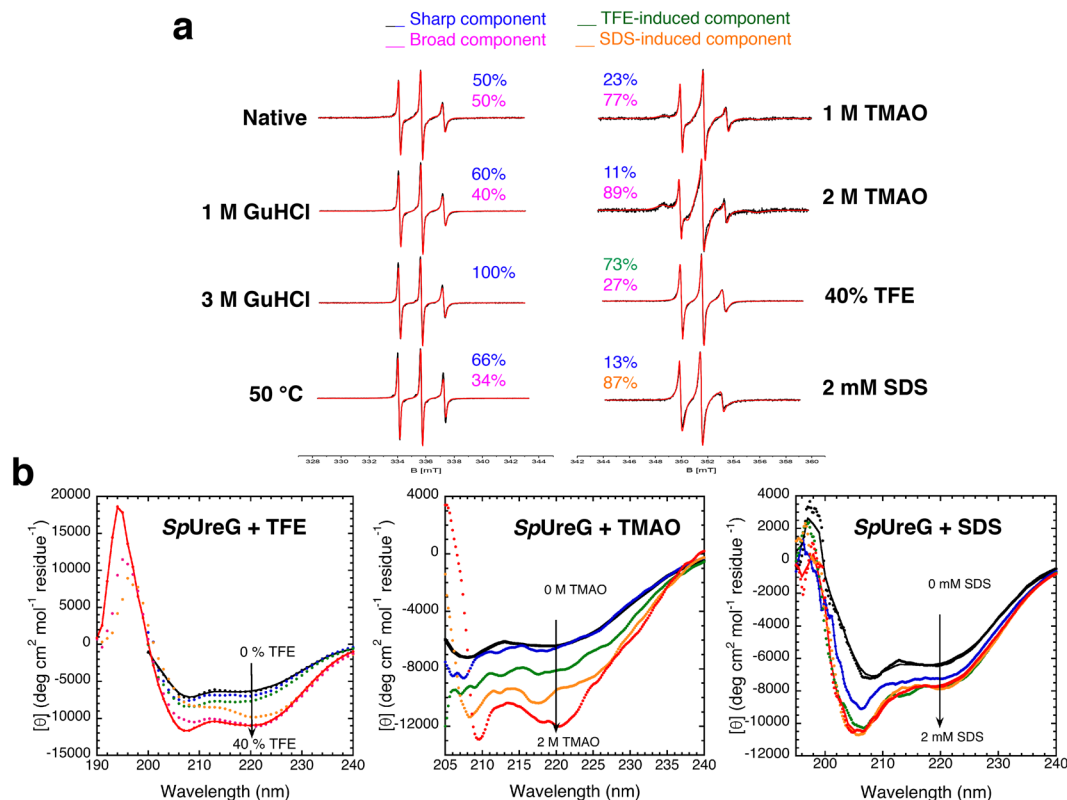 a
__ Sharp component
__ Broad component
__ TFE-induced component
__ SDS-induced component
Native
50%
50%
23%
77%
1 M TMAO
1 M GuHCl
60%
40%
11%
89%
2 M TMAO
3 M GuHCl
100%
73%
27%
40% TFE
50 °C
66%
34%
13%
87%
2 mM SDS
328 330 332 334 336 338 340 342 344
B [mT]
342 344 346 348 350 352 354 356 358 360
B [mT]
b
SpUreG + TFE
[θ] (deg cm2 mol-1 residue-1)
20000
15000
10000
5000
0
-5000
-10000
-15000
0 % TFE
40 % TFE
190 200 210 220 230 240
Wavelength (nm)
SpUreG + TMAO
[θ] (deg cm2 mol-1 residue-1)
4000
0
-4000
-8000
-12000
0 M TMAO
2 M TMAO
205 210 215 220 225 230 235 240
Wavelength (nm)
SpUreG + SDS
[θ] (deg cm2 mol-1 residue-1)
4000
2000
0
-2000
-4000
-6000
-8000
-10000
-12000
0 mM SDS
2 mM SDS
200 210 220 230 240
Wavelength (nm)